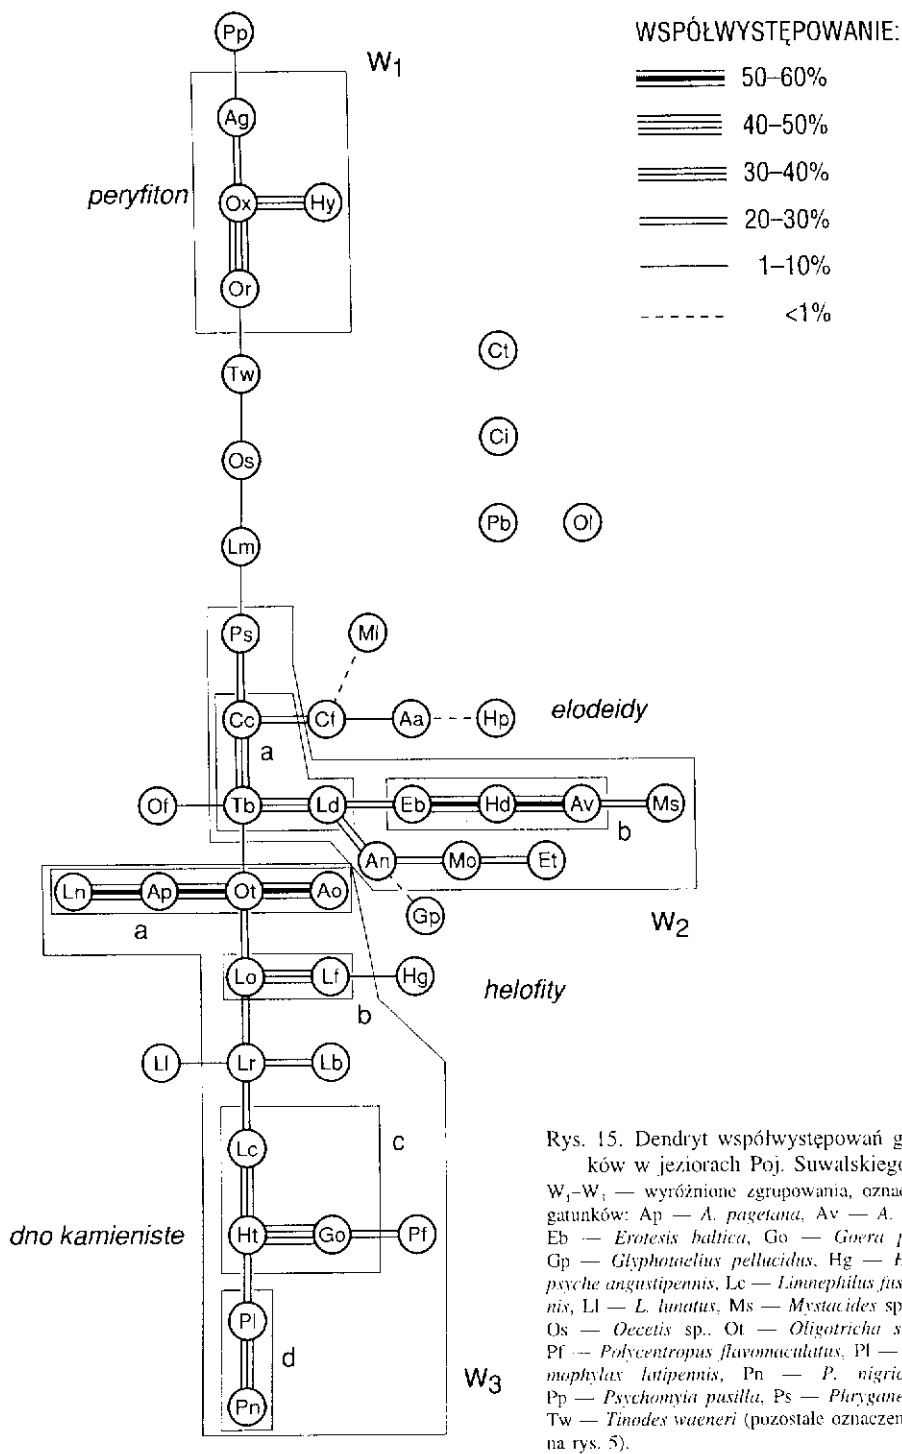 Pp
W1
WSPÓŁWYSTĘPOWANIE:
50–60%
40–50%
30–40%
20–30%
1–10%
<1%
Ag
peryfiton
Ox
Hy
Or
Tw
Ct
Os
Ci
Lm
Pb
Ol
Ps
Ml
Cc
Cf
Aa
Hp
elodeidy
a
Of
Tb
Ld
Eb
Hd
Av
Ms
b
An
Mo
Et
Ln
Ap
Ot
Ao
Gp
a
W2
Lo
Lf
Hg
helofity
b
Ll
Lr
Lb
Lc
c
dno kamieniste
Ht
Go
Pf
Pl
d
W3
Pn
Rys. 15. Dendryt współwystępowań g
ków w jeziorach Poj. Suwalskiego
W1–W3 — wyróżnione zgrupowania, oznac
gatunków: Ap — A. pagetana, Av — A.
Eb — Erotesis baltica, Go — Goera p
Gp — Glyphotaelius pellucidus, Hg — H
psyche angustipennis, Lc — Limnephilus fus
nis, Ll — L. lunatus, Ms — Mystacides sp
Os — Oecetis sp., Ot — Oligotricha s
Pf — Polycentropus flavomaculatus, Pl —
mophylax latipennis, Pn — P. nigric
Pp — Psychomyia pusilla, Ps — Phrygane
Tw — Tinodes waeneri (pozostałe oznaczen
na rys. 5).